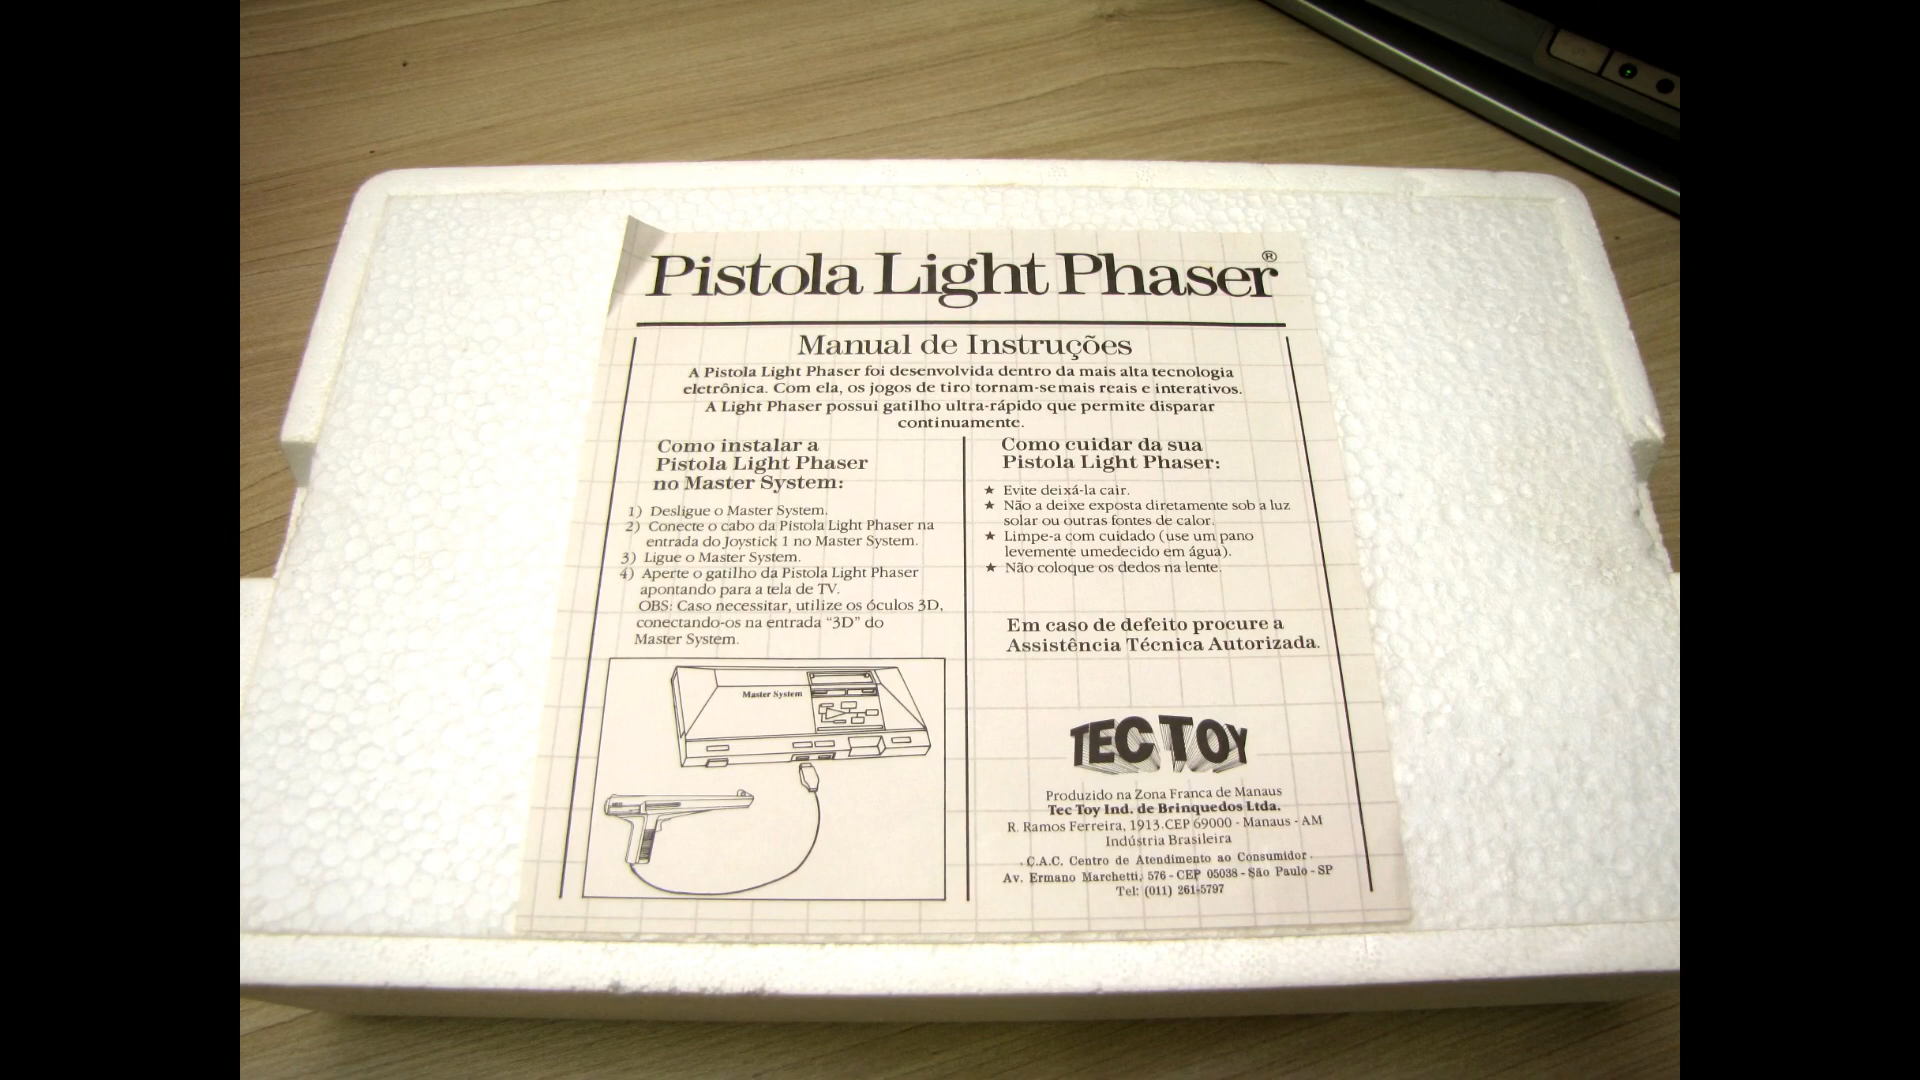 Pistola Light Phaser®
Manual de Instruções
A Pistola Light Phaser foi desenvolvida dentro da mais alta tecnologia
eletrônica. Com ela, os jogos de tiro tornam-se mais reais e interativos.
A Light Phaser possui gatilho ultra-rápido que permite disparar
continuamente.
Como instalar a
Pistola Light Phaser
no Master System:
1) Desligue o Master System.
2) Conecte o cabo da Pistola Light Phaser na
entrada do Joystick 1 no Master System.
3) Ligue o Master System.
4) Aperte o gatilho da Pistola Light Phaser
apontando para a tela de TV.
OBS: Caso necessitar, utilize os óculos 3D,
conectando-os na entrada "3D" do
Master System.
Master System
Como cuidar da sua
Pistola Light Phaser:
★ Evite deixá-la cair.
★ Não a deixe exposta diretamente sob a luz
solar ou outras fontes de calor.
★ Limpe-a com cuidado (use um pano
levemente umedecido em água).
★ Não coloque os dedos na lente.
Em caso de defeito procure a
Assistência Técnica Autorizada.
TEC TOY
Produzido na Zona Franca de Manaus
Tec Toy Ind. de Brinquedos Ltda.
R. Ramos Ferreira, 1913.CEP 69000 - Manaus - AM
Indústria Brasileira
C.A.C. Centro de Atendimento ao Consumidor
Av. Ermano Marchetti, 576 - CEP 05038 - São Paulo - SP
Tel: (011) 261-5797